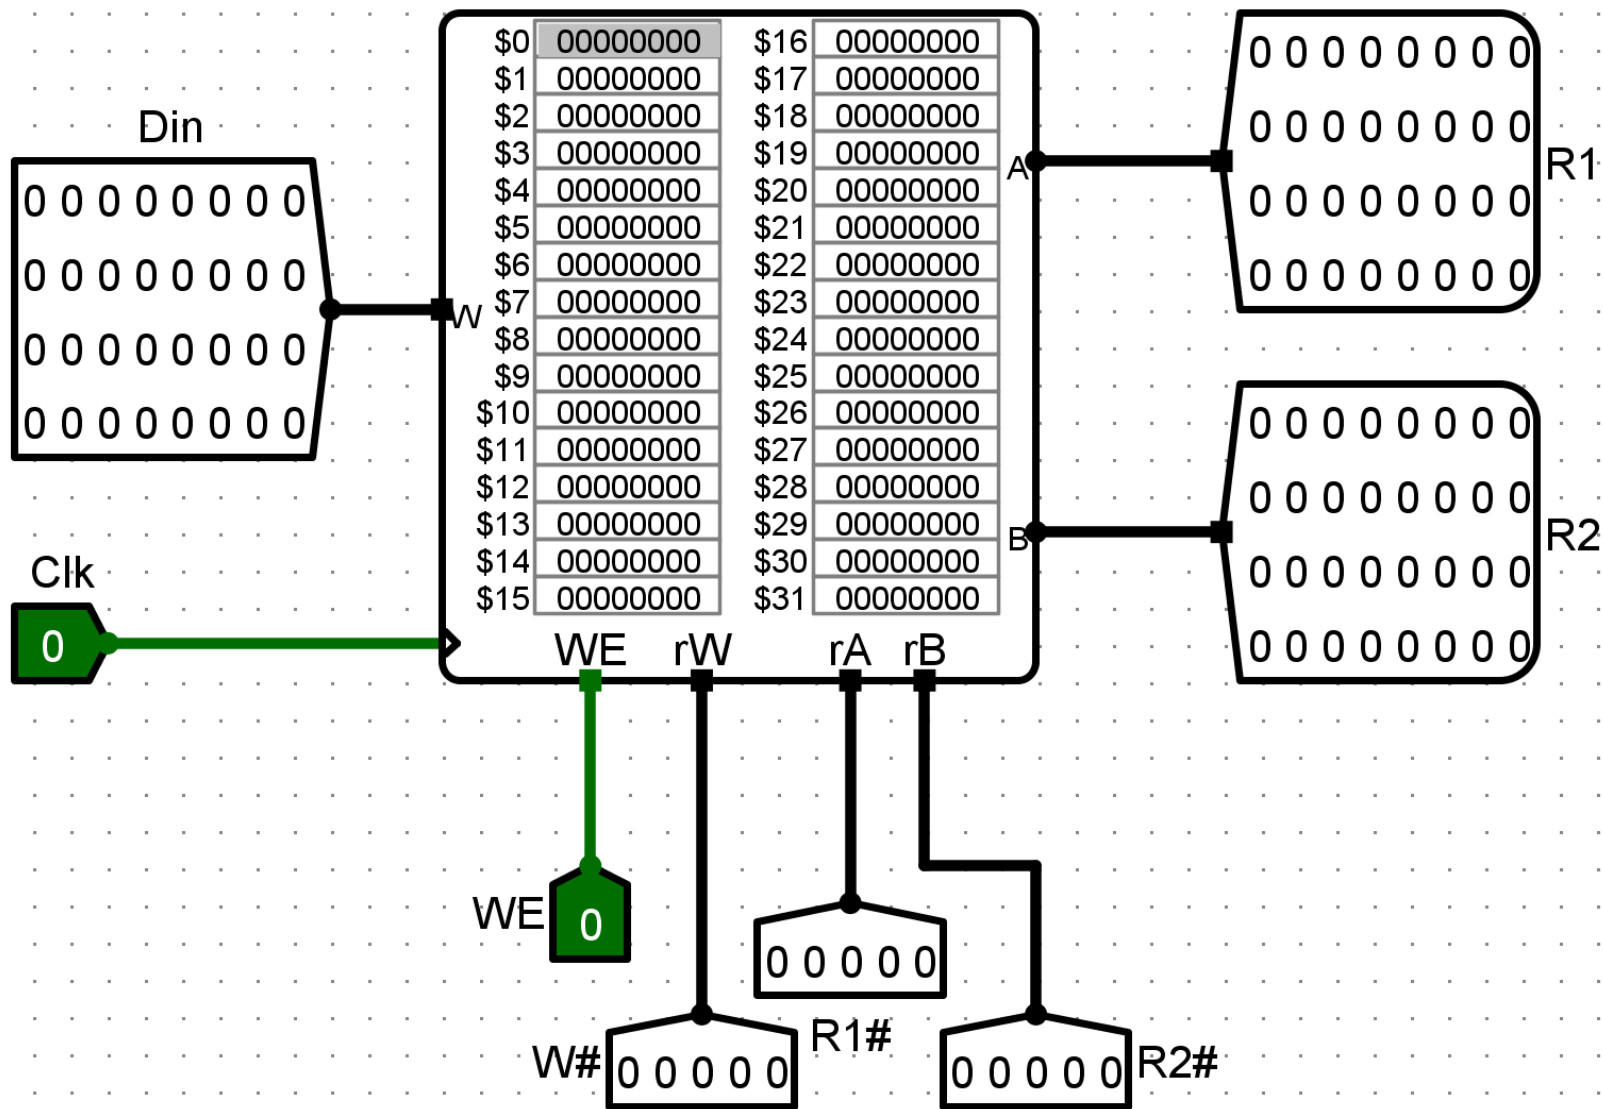 $0 00000000 $16 00000000
$1 00000000 $17 00000000
$2 00000000 $18 00000000
$3 00000000 $19 00000000
$4 00000000 $20 00000000
$5 00000000 $21 00000000
$6 00000000 $22 00000000
$7 00000000 $23 00000000
$8 00000000 $24 00000000
$9 00000000 $25 00000000
$10 00000000 $26 00000000
$11 00000000 $27 00000000
$12 00000000 $28 00000000
$13 00000000 $29 00000000
$14 00000000 $30 00000000
$15 00000000 $31 00000000
W
A
B
WE rW rA rB
Din
0 0 0 0 0 0 0 0
0 0 0 0 0 0 0 0
0 0 0 0 0 0 0 0
0 0 0 0 0 0 0 0
Clk
0
0 0 0 0 0 0 0 0
0 0 0 0 0 0 0 0
0 0 0 0 0 0 0 0
0 0 0 0 0 0 0 0
R1
0 0 0 0 0 0 0 0
0 0 0 0 0 0 0 0
0 0 0 0 0 0 0 0
0 0 0 0 0 0 0 0
R2
WE 0
W# 0 0 0 0 0
0 0 0 0 0
R1#
0 0 0 0 0 R2#